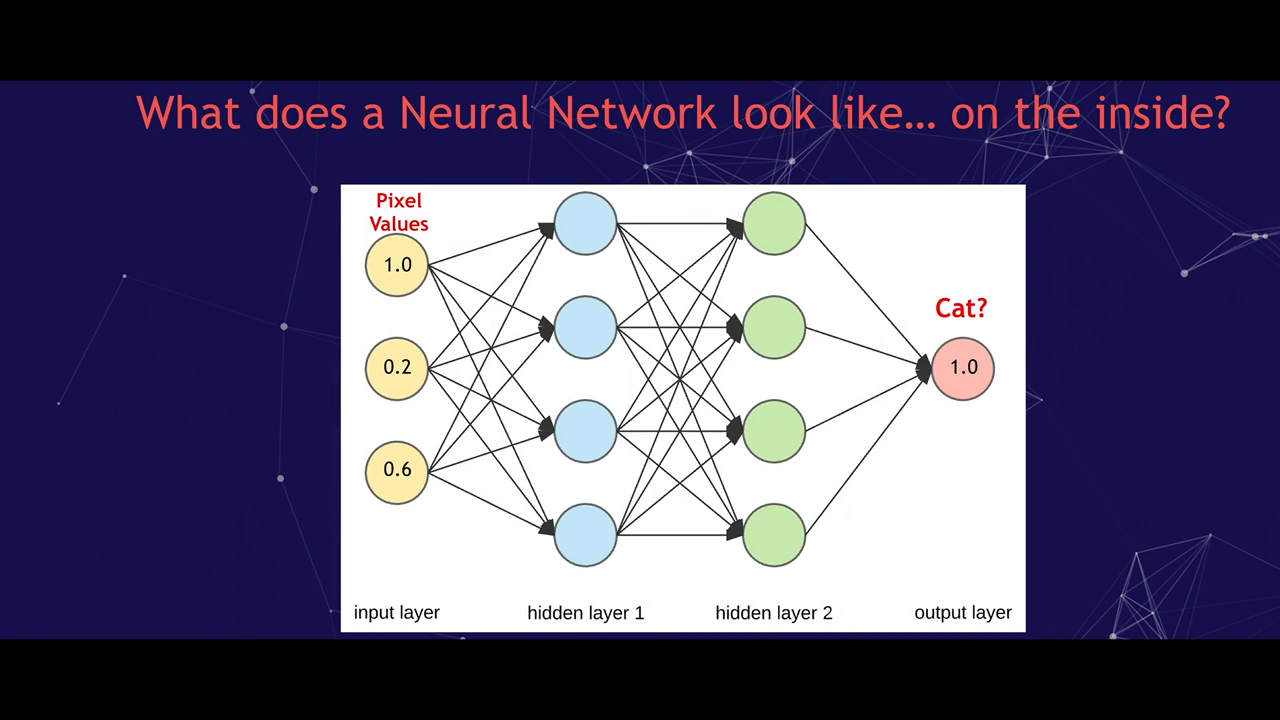 What does a Neural Network look like… on the inside?
Pixel
Values
1.0
0.2
0.6
Cat?
1.0
input layer
hidden layer 1
hidden layer 2
output layer